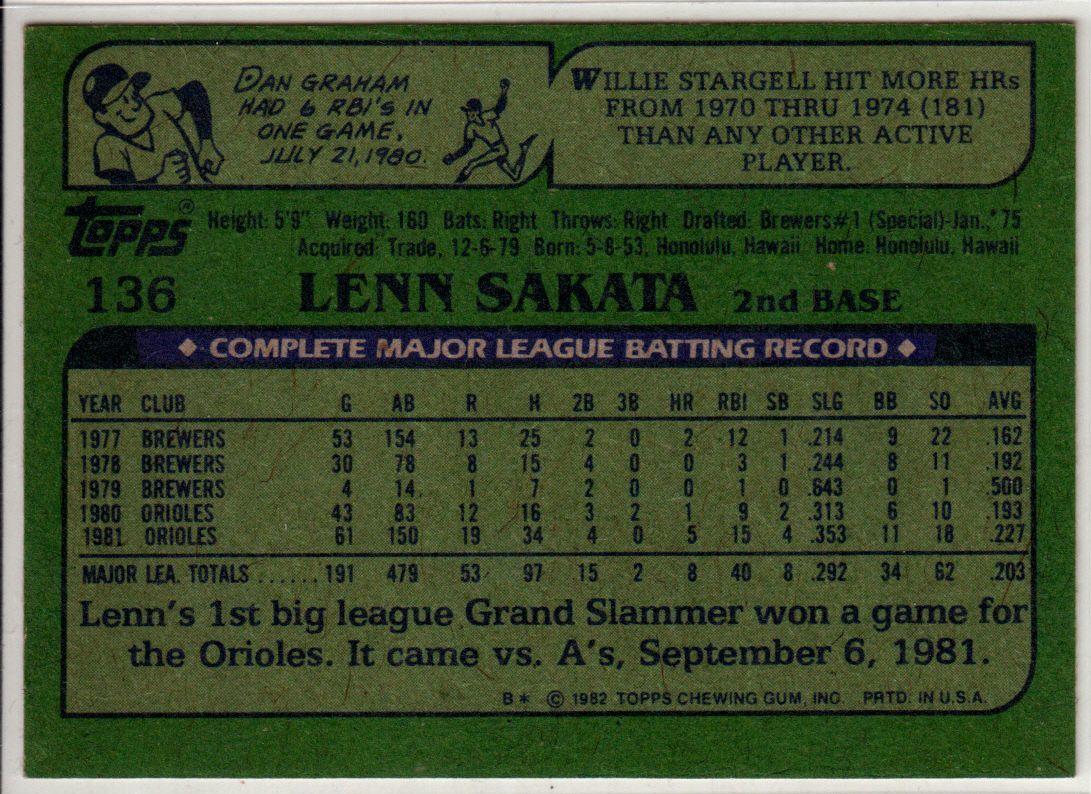 DAN GRAHAM
HAD 6 RBI'S IN
ONE GAME,
JULY 21, 1980.
WILLIE STARGELL HIT MORE HRs
FROM 1970 THRU 1974 (181)
THAN ANY OTHER ACTIVE
PLAYER.
TOPPS® Height: 5'9" Weight: 160 Bats: Right Throws: Right Drafted: Brewers #1 (Special)-Jan., '75
Acquired: Trade, 12-6-79 Born: 5-8-53, Honolulu, Hawaii Home: Honolulu, Hawaii
136 LENN SAKATA 2nd BASE
◆ COMPLETE MAJOR LEAGUE BATTING RECORD ◆
YEAR CLUB G AB R H 2B 3B HR RBI SB SLG BB SO AVG
1977 BREWERS 53 154 13 25 2 0 2 12 1 .214 9 22 .162
1978 BREWERS 30 78 8 15 4 0 0 3 1 .244 8 11 .192
1979 BREWERS 4 14 1 7 2 0 0 1 0 .643 0 1 .500
1980 ORIOLES 43 83 12 16 3 2 1 9 2 .313 6 10 .193
1981 ORIOLES 61 150 19 34 4 0 5 15 4 .353 11 18 .227
MAJOR LEA. TOTALS ...... 191 479 53 97 15 2 8 40 8 .292 34 62 .203
Lenn's 1st big league Grand Slammer won a game for
the Orioles. It came vs. A's, September 6, 1981.
B* © 1982 TOPPS CHEWING GUM, INC. PRTD. IN U.S.A.